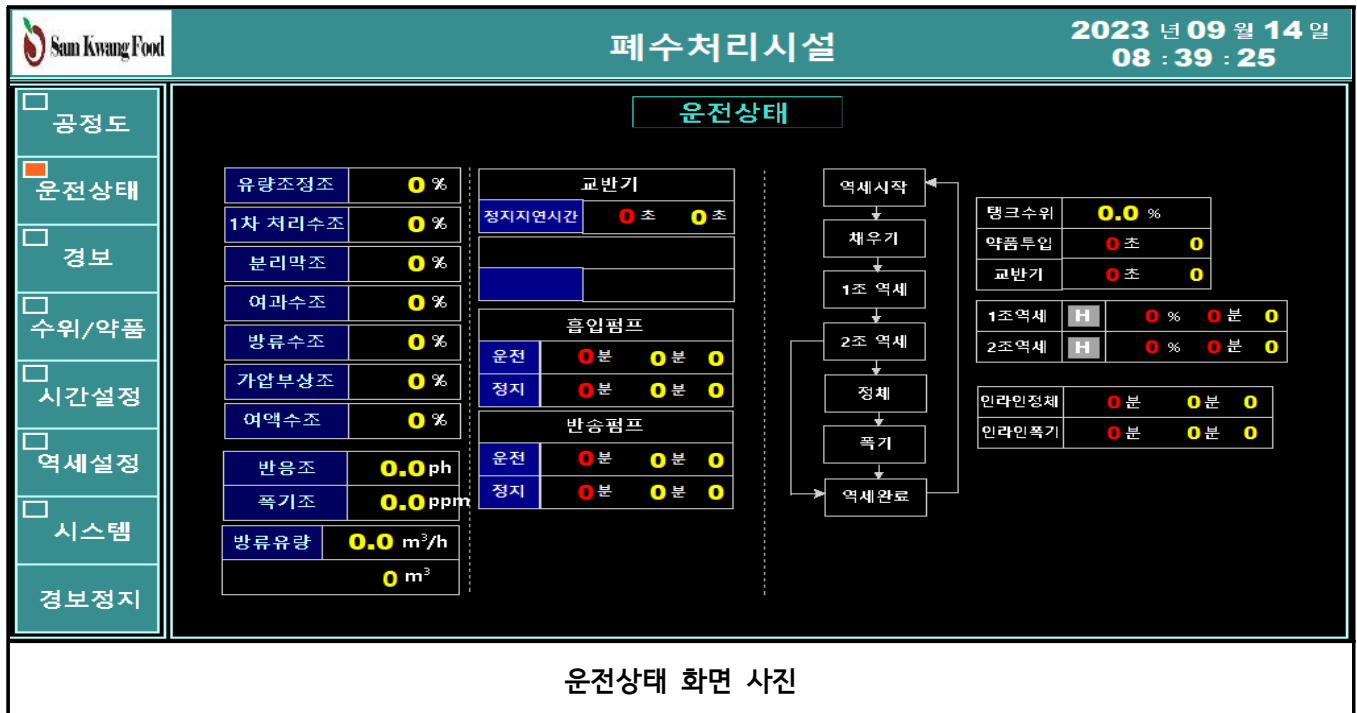 Sam Kwang Food
폐수처리시설
2023 년 09 월 14 일
08 : 39 : 25
공정도
운전상태
경보
수위/약품
시간설정
역세설정
시스템
경보정지
운전상태
유량조정조 0 %
1차 처리수조 0 %
분리막조 0 %
여과수조 0 %
방류수조 0 %
가압부상조 0 %
여액수조 0 %
반응조 0.0 ph
폭기조 0.0 ppm
방류유량 0.0 m³/h
0 m³
교반기
정지지연시간 0 초 0 초
흡입펌프
운전 0 분 0 분 0
정지 0 분 0 분 0
반송펌프
운전 0 분 0 분 0
정지 0 분 0 분 0
역세시작
채우기
1조 역세
2조 역세
정체
폭기
역세완료
탱크수위 0.0 %
약품투입 0 초 0
교반기 0 초 0
1조역세 H 0 % 0 분 0
2조역세 H 0 % 0 분 0
인라인정체 0 분 0 분 0
인라인폭기 0 분 0 분 0
운전상태 화면 사진